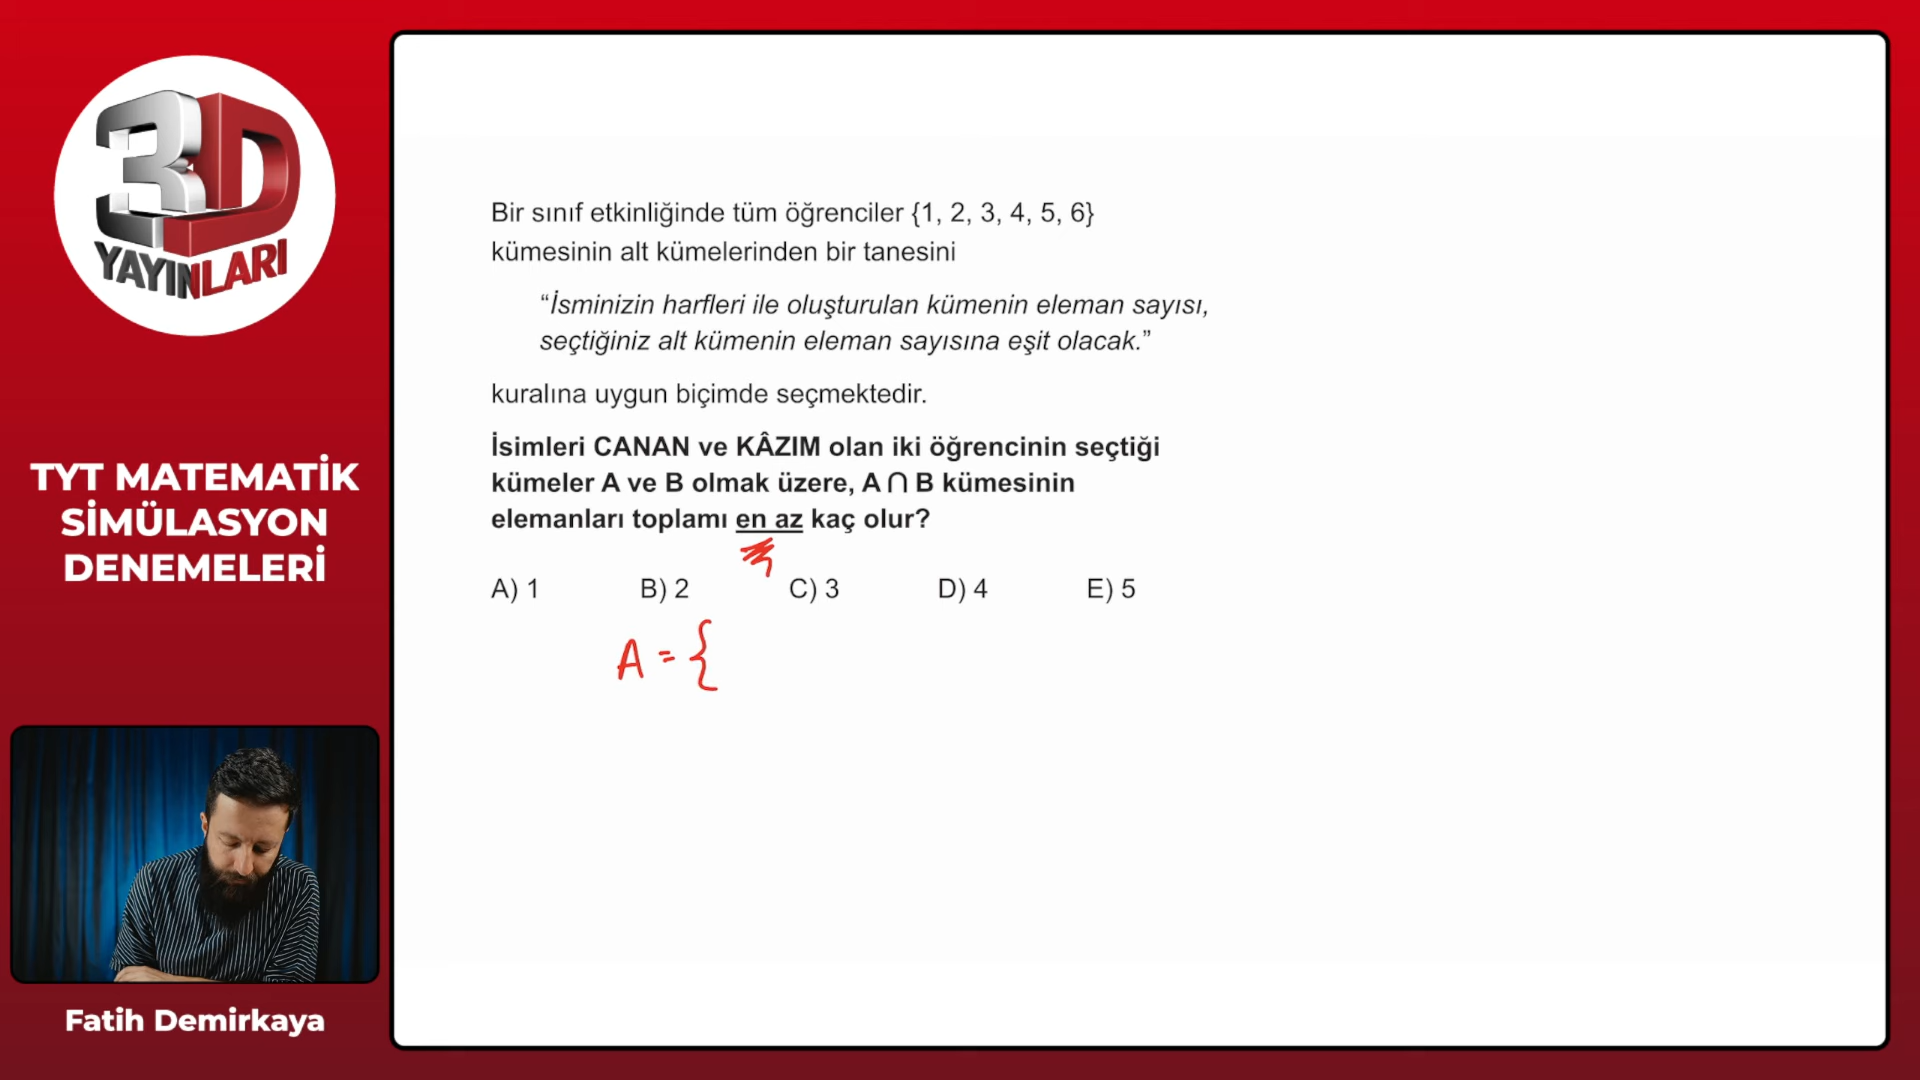 3D
YAYINLARI
TYT MATEMATİK
SİMÜLASYON
DENEMELERİ
Fatih Demirkaya
Bir sınıf etkinliğinde tüm öğrenciler {1, 2, 3, 4, 5, 6}
kümesinin alt kümelerinden bir tanesini
“İsminizin harfleri ile oluşturulan kümenin eleman sayısı,
seçtiğiniz alt kümenin eleman sayısına eşit olacak.”
kuralına uygun biçimde seçmektedir.
İsimleri CANAN ve KÂZIM olan iki öğrencinin seçtiği
kümeler A ve B olmak üzere, A ∩ B kümesinin
elemanları toplamı en az kaç olur?
A) 1 B) 2 C) 3 D) 4 E) 5
A = {